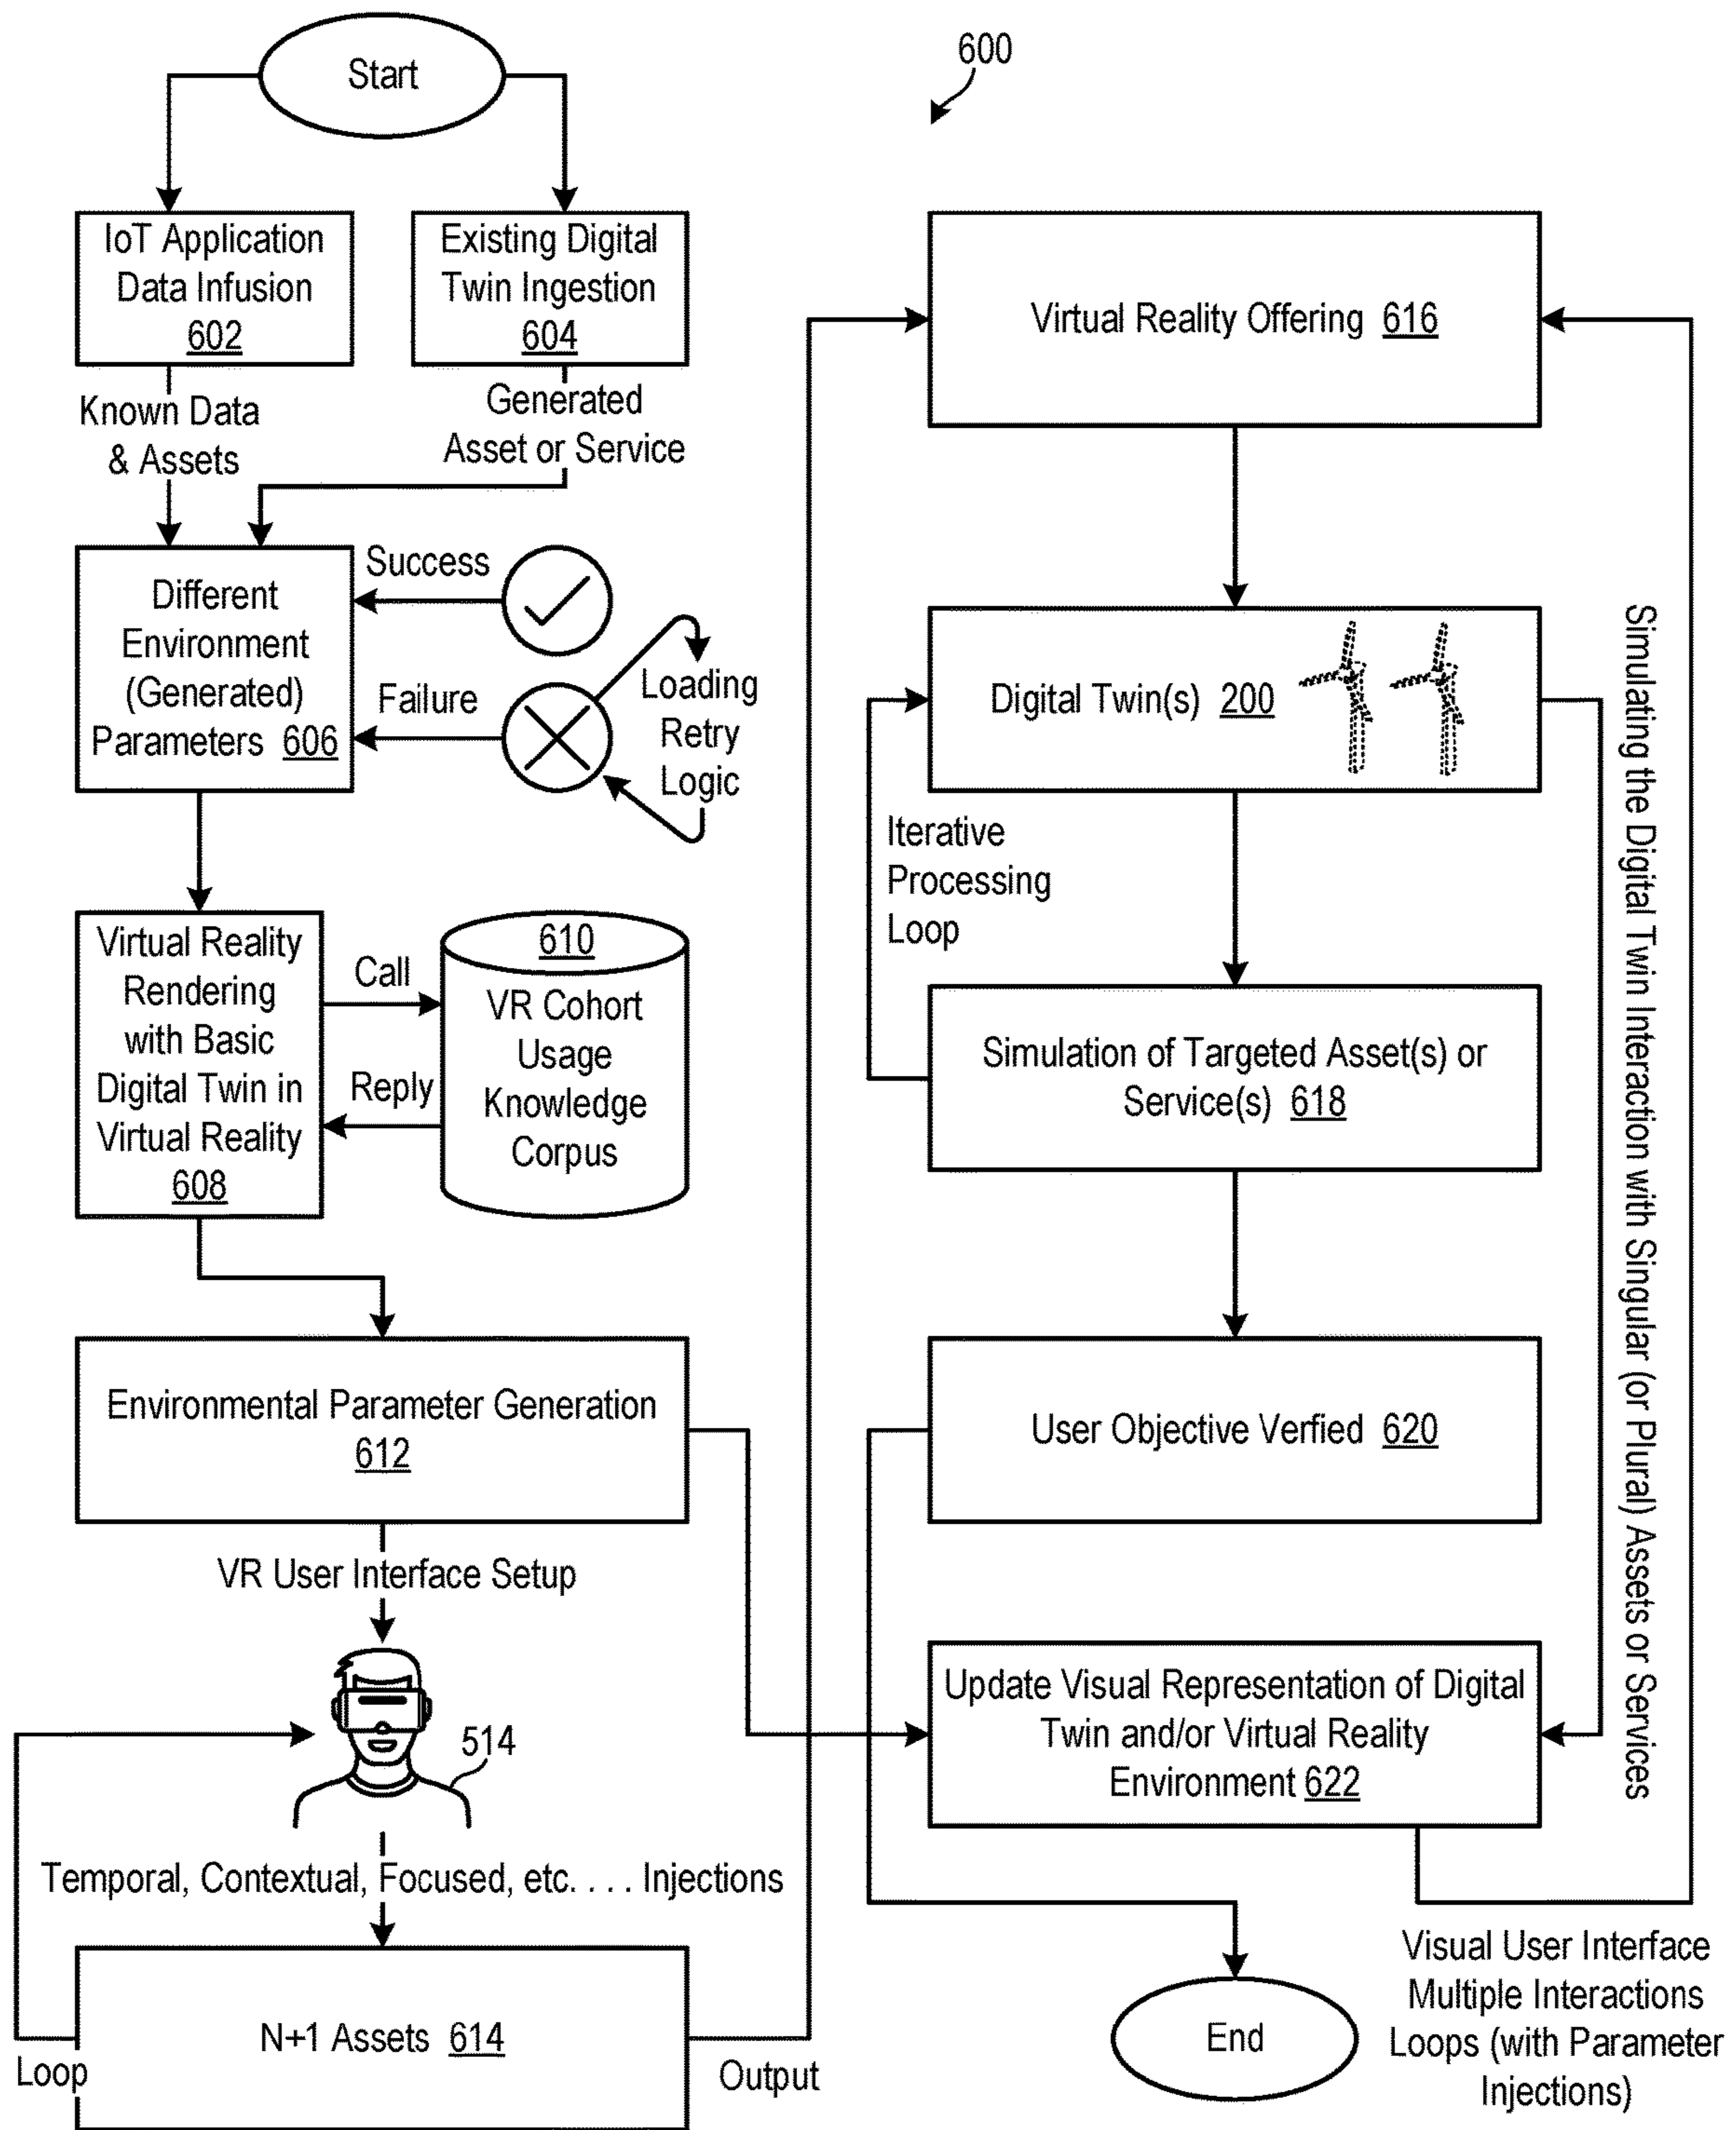 600
Start
IoT Application
Data Infusion
602
Existing Digital
Twin Ingestion
604
Known Data
& Assets
Generated
Asset or Service
Different
Environment
(Generated)
Parameters 606
Success
Failure
Loading
Retry
Logic
Virtual Reality
Rendering
with Basic
Digital Twin in
Virtual Reality
608
Call
Reply
610
VR Cohort
Usage
Knowledge
Corpus
Environmental Parameter Generation
612
VR User Interface Setup
514
Temporal, Contextual, Focused, etc. . . . Injections
N+1 Assets 614
Loop
Output
Virtual Reality Offering 616
Digital Twin(s) 200
Iterative
Processing
Loop
Simulation of Targeted Asset(s) or
Service(s) 618
User Objective Verfied 620
Update Visual Representation of Digital
Twin and/or Virtual Reality
Environment 622
Simulating the Digital Twin Interaction with Singular (or Plural) Assets or Services
End
Visual User Interface
Multiple Interactions
Loops (with Parameter
Injections)